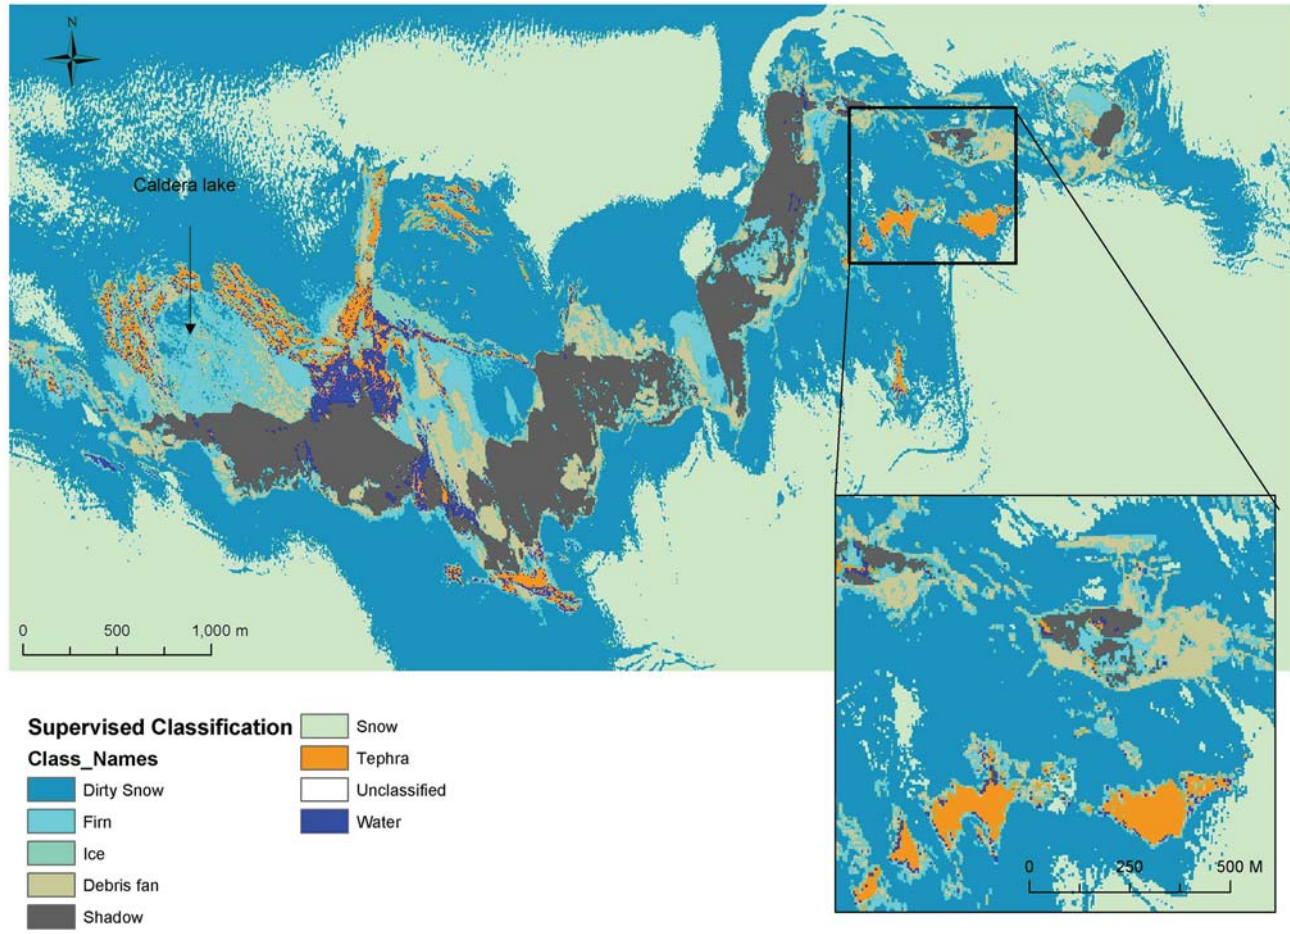 N
Caldera lake
0 500 1,000 m
Supervised Classification
Class_Names
Dirty Snow
Firn
Ice
Debris fan
Shadow
Snow
Tephra
Unclassified
Water
0 250 500 M